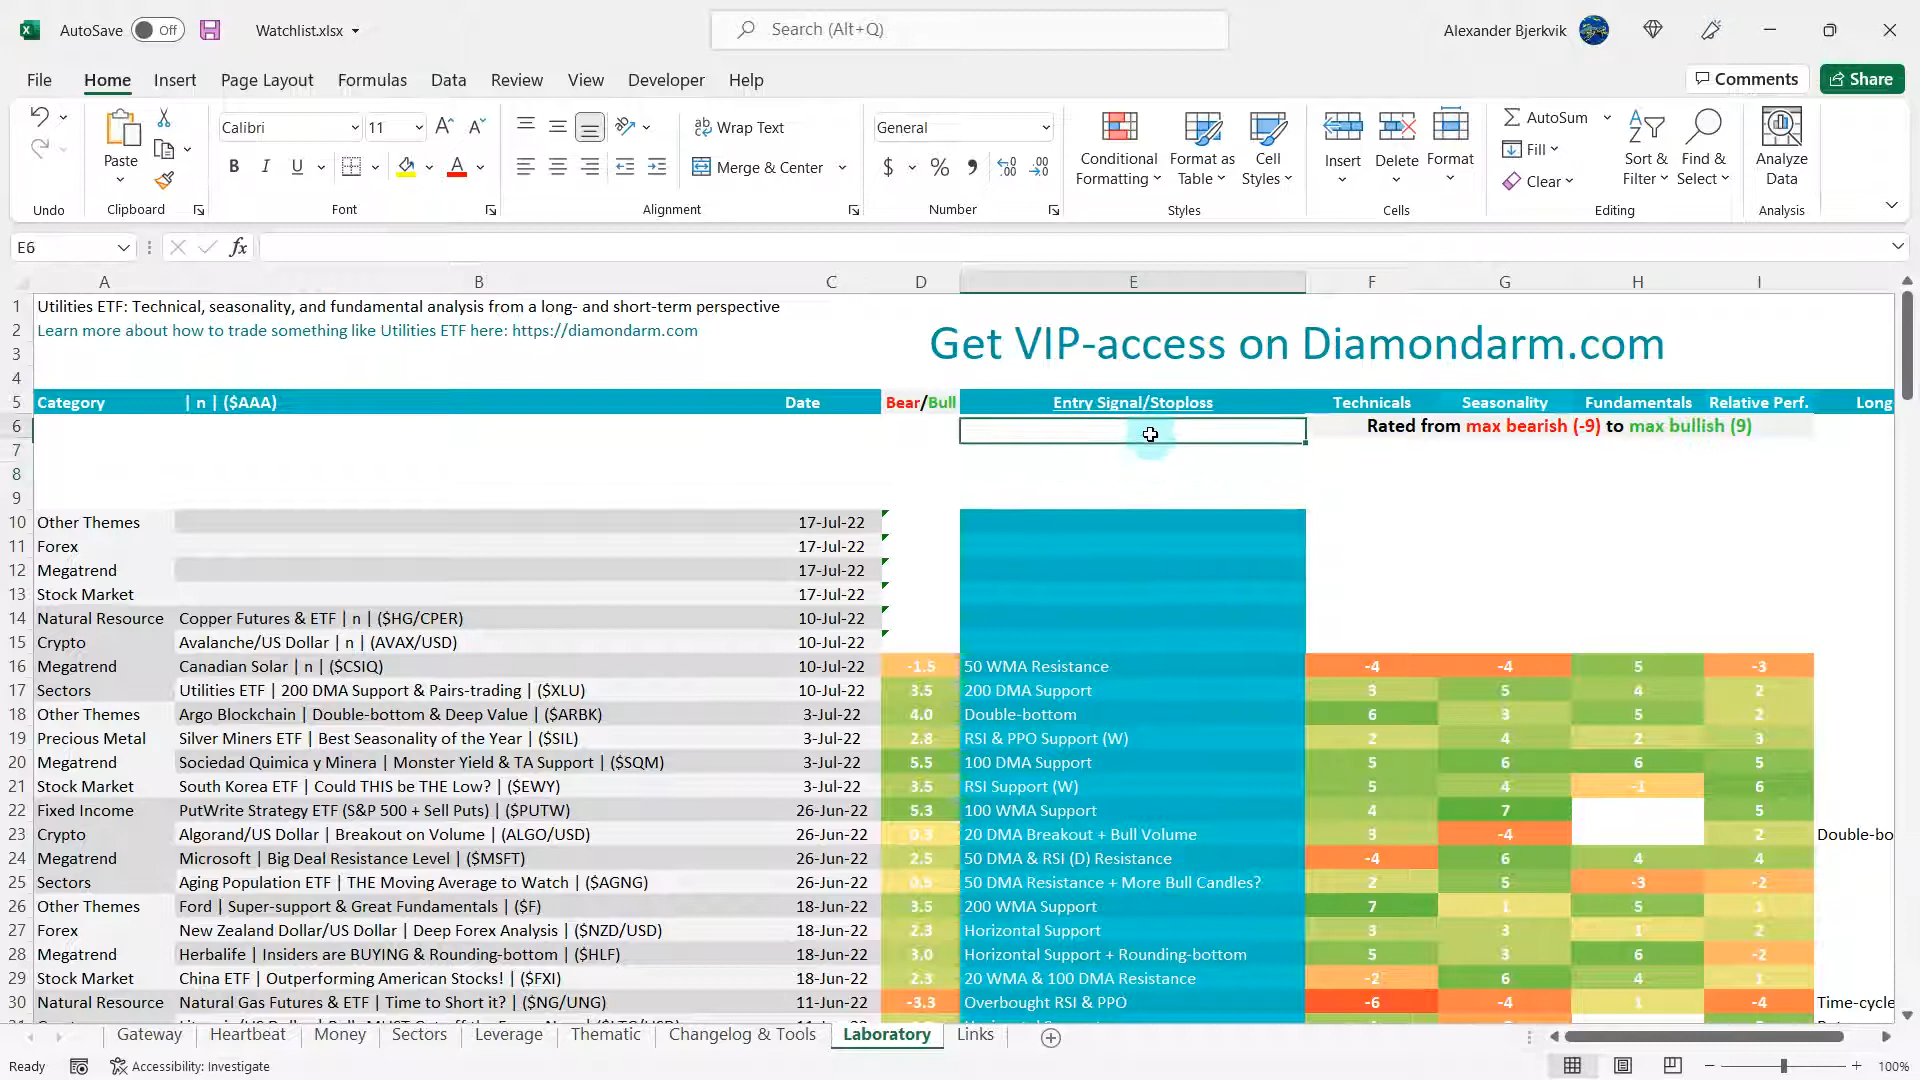 AutoSave Off Watchlist.xlsx Search (Alt+Q) Alexander Bjerkvik
File Home Insert Page Layout Formulas Data Review View Developer Help Comments Share
Calibri 11 Wrap Text General AutoSum
Paste B I U Merge & Center $ % Conditional Formatting Format as Table Cell Styles Insert Delete Format Fill Clear Sort & Filter Find & Select Analyze Data
Undo Clipboard Font Alignment Number Styles Cells Editing Analysis
E6 fx
A B C D E F G H I
1 Utilities ETF: Technical, seasonality, and fundamental analysis from a long- and short-term perspective
2 Learn more about how to trade something like Utilities ETF here: https://diamondarm.com
Get VIP-access on Diamondarm.com
3
4
5 Category | n | ($AAA) Date Bear/Bull Entry Signal/Stoploss Technicals Seasonality Fundamentals Relative Perf. Long
6 Rated from max bearish (-9) to max bullish (9)
7
8
9
10 Other Themes 17-Jul-22
11 Forex 17-Jul-22
12 Megatrend 17-Jul-22
13 Stock Market 17-Jul-22
14 Natural Resource Copper Futures & ETF | n | ($HG/CPER) 10-Jul-22
15 Crypto Avalanche/US Dollar | n | (AVAX/USD) 10-Jul-22
16 Megatrend Canadian Solar | n | ($CSIQ) 10-Jul-22 -1.5 50 WMA Resistance -4 -4 5 -3
17 Sectors Utilities ETF | 200 DMA Support & Pairs-trading | ($XLU) 10-Jul-22 3.5 200 DMA Support 3 5 4 2
18 Other Themes Argo Blockchain | Double-bottom & Deep Value | ($ARBK) 3-Jul-22 4.0 Double-bottom 6 3 5 2
19 Precious Metal Silver Miners ETF | Best Seasonality of the Year | ($SIL) 3-Jul-22 2.8 RSI & PPO Support (W) 2 4 2 3
20 Megatrend Sociedad Quimica y Minera | Monster Yield & TA Support | ($SQM) 3-Jul-22 5.5 100 DMA Support 5 6 6 5
21 Stock Market South Korea ETF | Could THIS be THE Low? | ($EWY) 3-Jul-22 3.5 RSI Support (W) 5 4 -1 6
22 Fixed Income PutWrite Strategy ETF (S&P 500 + Sell Puts) | ($PUTW) 26-Jun-22 5.3 100 WMA Support 4 7 5
23 Crypto Algorand/US Dollar | Breakout on Volume | (ALGO/USD) 26-Jun-22 0.3 20 DMA Breakout + Bull Volume 3 -4 2 Double-bo
24 Megatrend Microsoft | Big Deal Resistance Level | ($MSFT) 26-Jun-22 2.5 50 DMA & RSI (D) Resistance -4 6 4 4
25 Sectors Aging Population ETF | THE Moving Average to Watch | ($AGNG) 26-Jun-22 0.5 50 DMA Resistance + More Bull Candles? 2 5 -3 -2
26 Other Themes Ford | Super-support & Great Fundamentals | ($F) 18-Jun-22 3.5 200 WMA Support 7 1 5 1
27 Forex New Zealand Dollar/US Dollar | Deep Forex Analysis | ($NZD/USD) 18-Jun-22 2.3 Horizontal Support 3 3 1 2
28 Megatrend Herbalife | Insiders are BUYING & Rounding-bottom | ($HLF) 18-Jun-22 3.0 Horizontal Support + Rounding-bottom 5 3 6 -2
29 Stock Market China ETF | Outperforming American Stocks! | ($FXI) 18-Jun-22 2.3 20 WMA & 100 DMA Resistance -2 6 4 1
30 Natural Resource Natural Gas Futures & ETF | Time to Short it? | ($NG/UNG) 11-Jun-22 -3.3 Overbought RSI & PPO -6 -4 1 -4 Time-cycle
Gateway Heartbeat Money Sectors Leverage Thematic Changelog & Tools Laboratory Links
Ready Accessibility: Investigate 100%